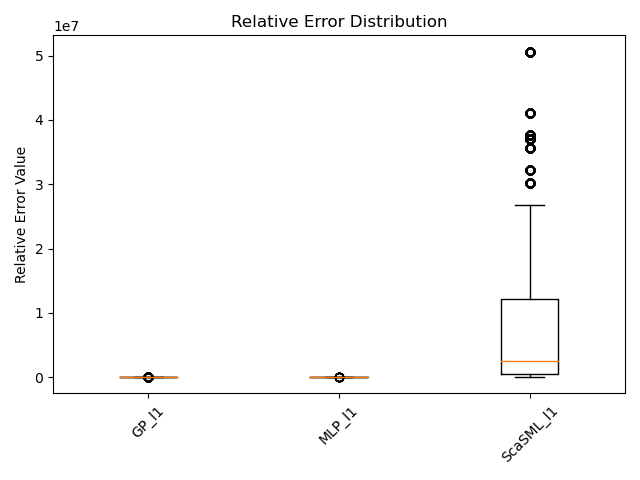 Relative Error Distribution
1e7
5
4
3
2
1
0
Relative Error Value
GP_l1
MLP_l1
ScaSML_l1